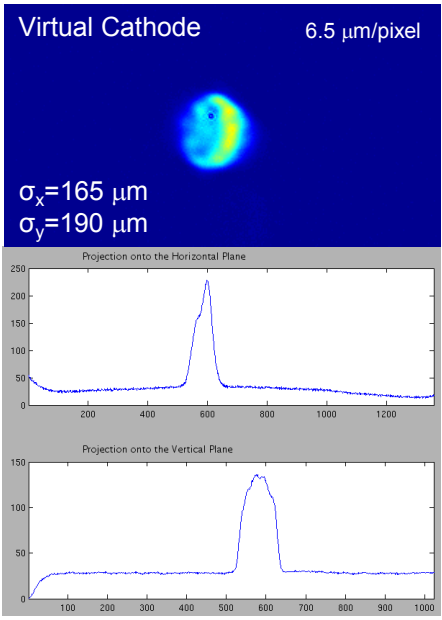 Virtual Cathode
6.5 μm/pixel
σx=165 μm
σy=190 μm
Projection onto the Horizontal Plane
250
200
150
100
50
0
200 400 600 800 1000 1200
Projection onto the Vertical Plane
150
100
50
0
100 200 300 400 500 600 700 800 900 1000